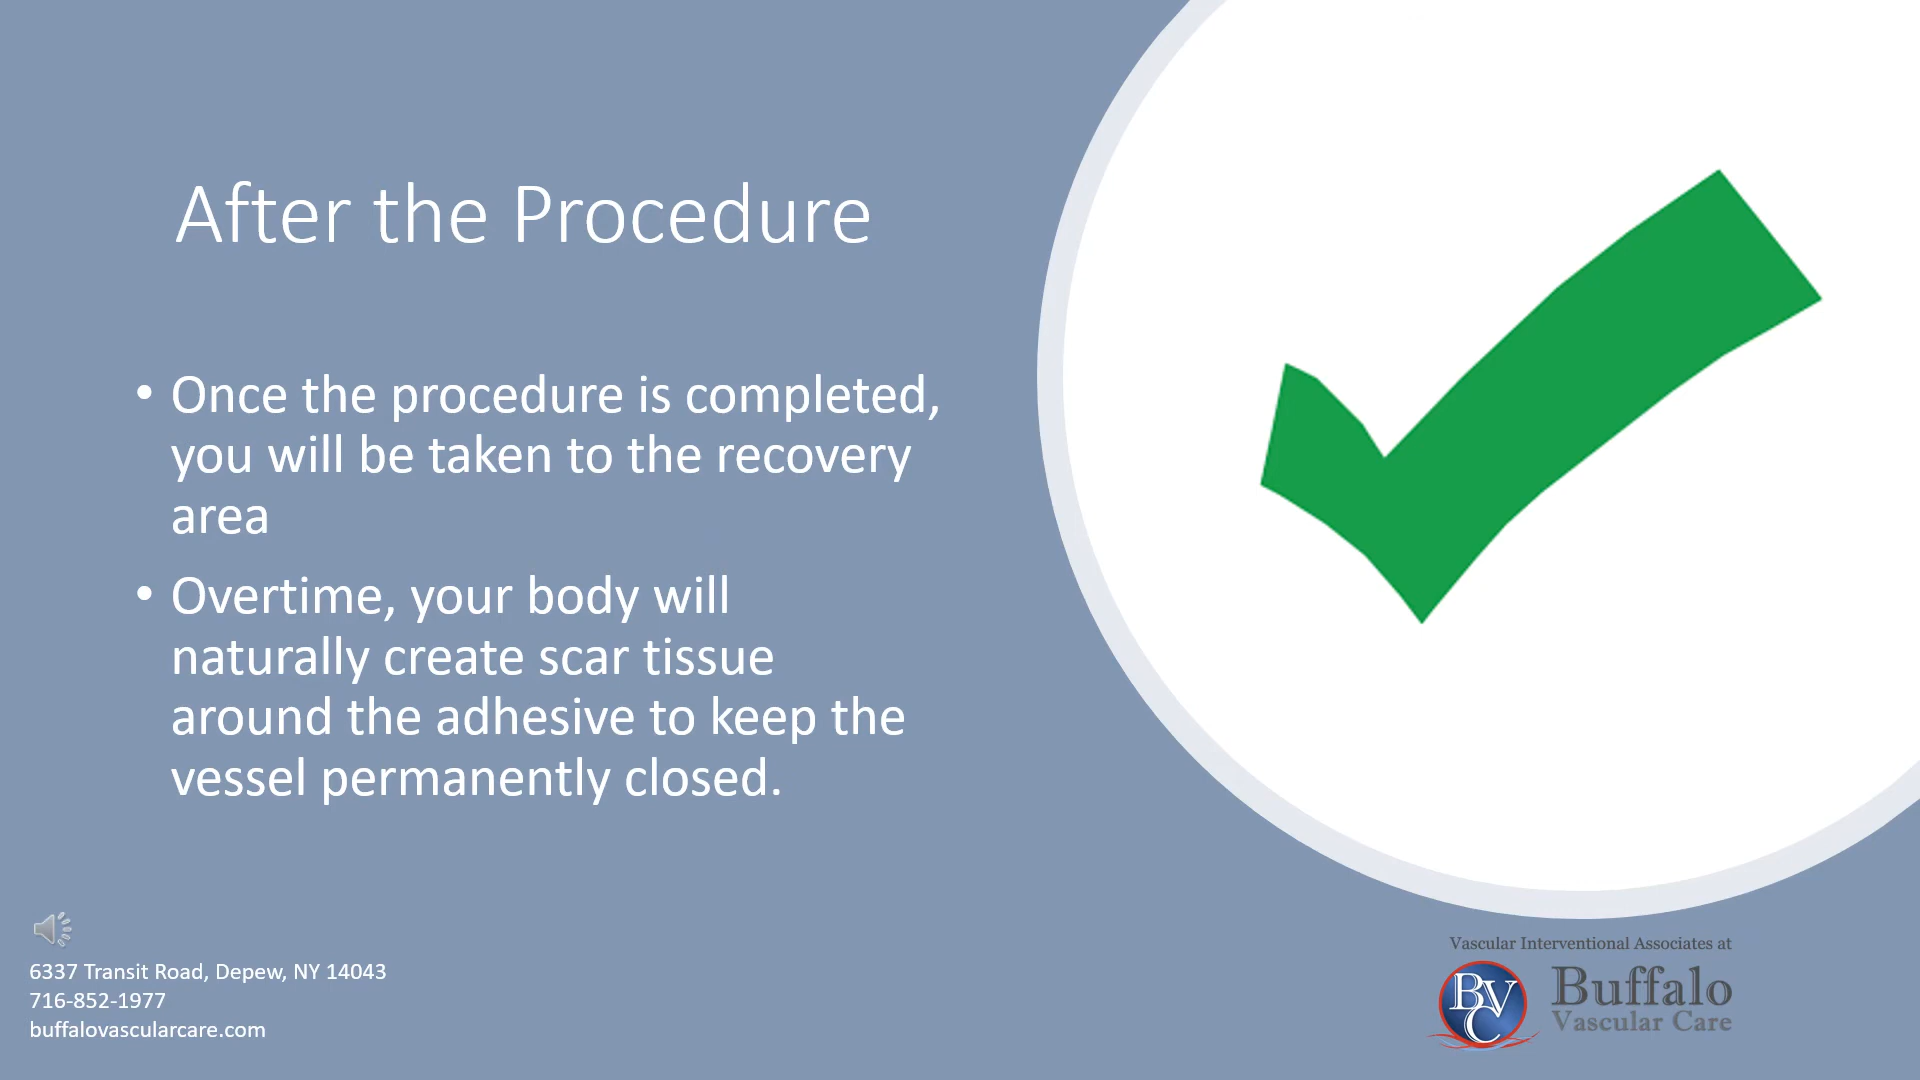 After the Procedure
• Once the procedure is completed,
you will be taken to the recovery
area
• Overtime, your body will
naturally create scar tissue
around the adhesive to keep the
vessel permanently closed.
6337 Transit Road, Depew, NY 14043
716-852-1977
buffalovascularcare.com
Vascular Interventional Associates at
BVC
Buffalo
Vascular Care